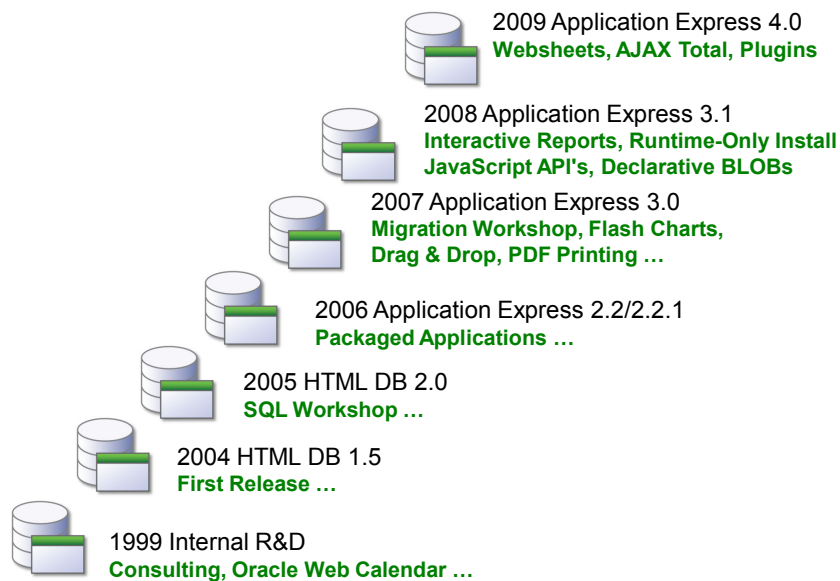 2009 Application Express 4.0
Websheets, AJAX Total, Plugins
2008 Application Express 3.1
Interactive Reports, Runtime-Only Install
JavaScript API's, Declarative BLOBs
2007 Application Express 3.0
Migration Workshop, Flash Charts,
Drag & Drop, PDF Printing …
2006 Application Express 2.2/2.2.1
Packaged Applications …
2005 HTML DB 2.0
SQL Workshop …
2004 HTML DB 1.5
First Release …
1999 Internal R&D
Consulting, Oracle Web Calendar …